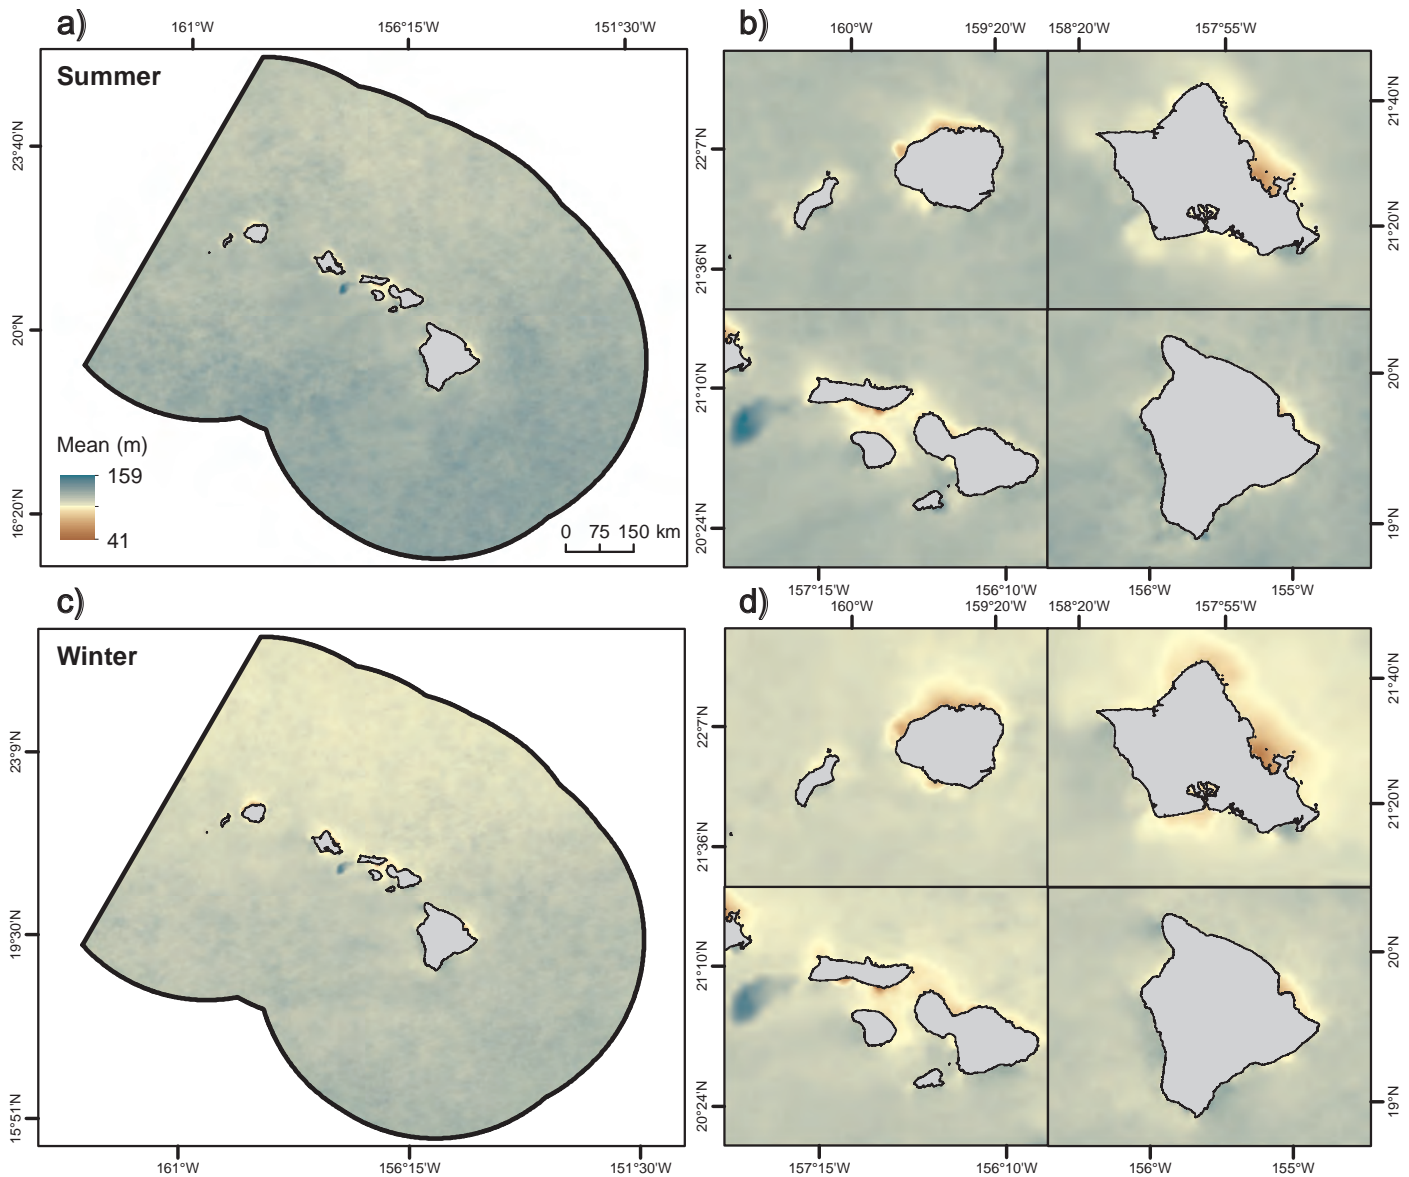 a)
161°W 156°15'W 151°30'W
Summer
23°40'N
20°N
16°20'N
Mean (m)
159
41
0 75 150 km
b)
160°W 159°20'W 158°20'W 157°55'W
22°7'N
21°36'N
21°40'N
21°20'N
21°10'N
20°24'N
20°N
19°N
157°15'W 156°10'W 156°W 155°W
c)
Winter
23°9'N
19°30'N
15°51'N
161°W 156°15'W 151°30'W
d)
160°W 159°20'W 158°20'W 157°55'W
22°7'N
21°36'N
21°40'N
21°20'N
21°10'N
20°24'N
20°N
19°N
157°15'W 156°10'W 156°W 155°W